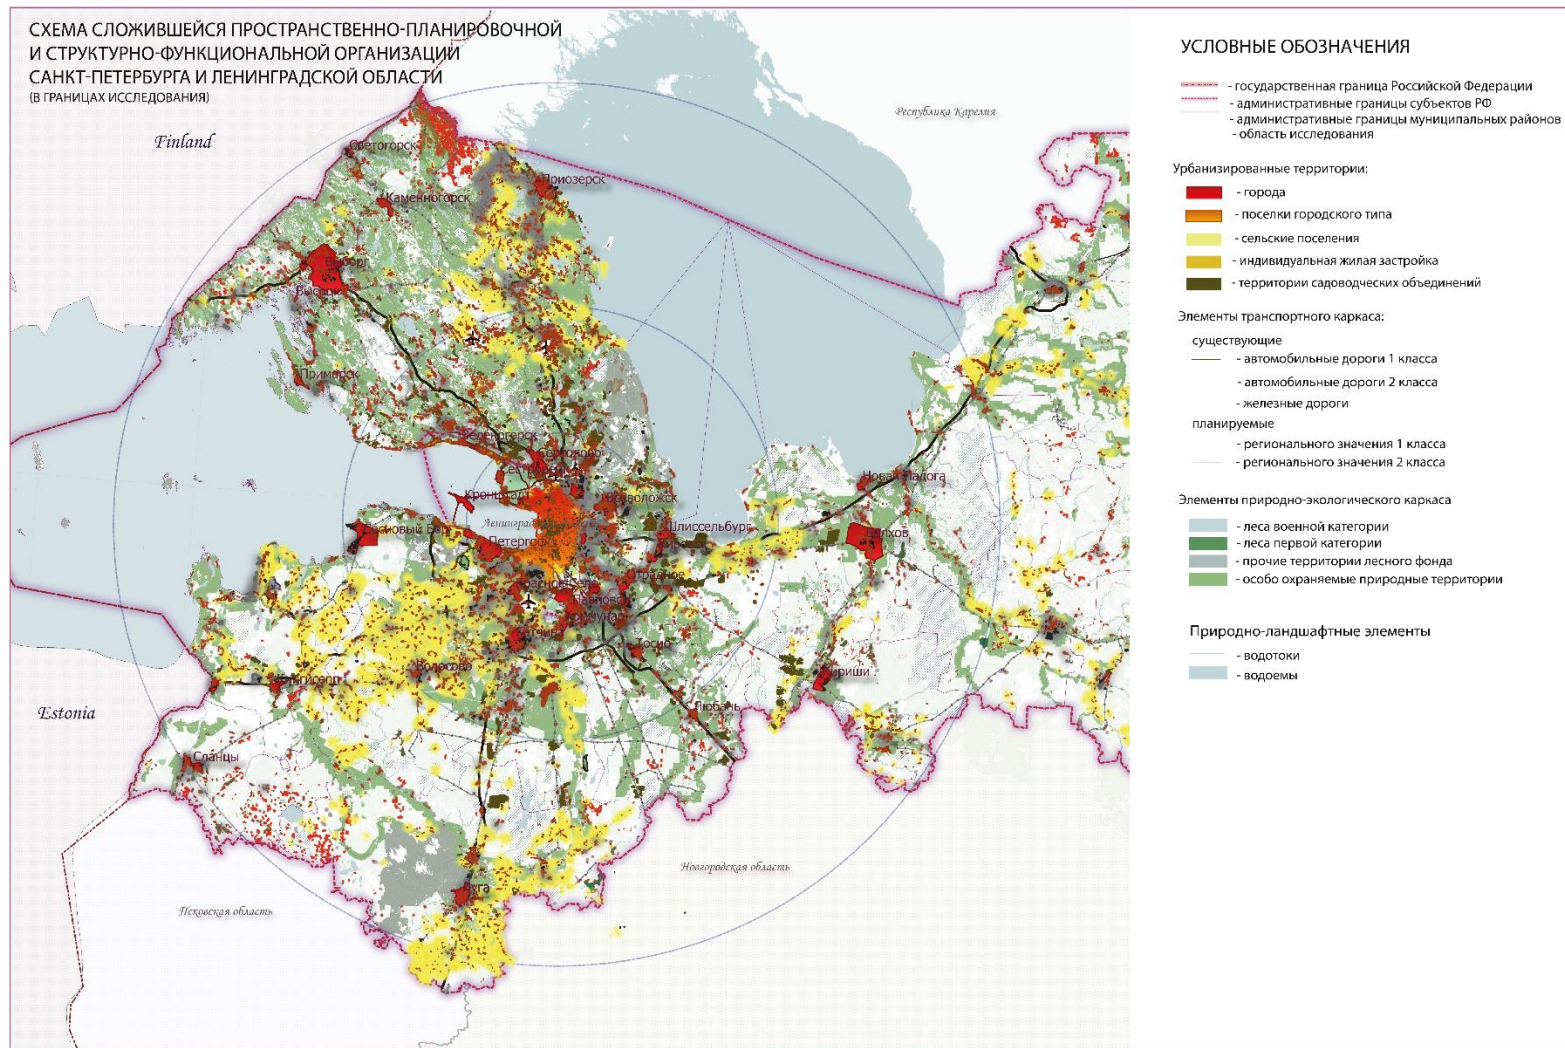 СХЕМА СЛОЖИВШЕЙСЯ ПРОСТРАНСТВЕННО-ПЛАНИРОВОЧНОЙ
И СТРУКТУРНО-ФУНКЦИОНАЛЬНОЙ ОРГАНИЗАЦИИ
САНКТ-ПЕТЕРБУРГА И ЛЕНИНГРАДСКОЙ ОБЛАСТИ
(В ГРАНИЦАХ ИССЛЕДОВАНИЯ)
Finland
Республика Карелия
Светогорск
Приозерск
Каменногорск
Выборг
Высоцк
Приморск
Зеленогорск
Сертолово
Новая Ладога
Кронштадт
Всеволожск
Шлиссельбург
Сосновый Бор
Волхов
Петергоф
Отрадное
Коммунар
Гатчина
Тосно
Волосово
Кириши
Кингисепп
Любань
Estonia
Сланцы
Луга
Новгородская область
Псковская область
УСЛОВНЫЕ ОБОЗНАЧЕНИЯ
- государственная граница Российской Федерации
- административные границы субъектов РФ
- административные границы муниципальных районов
- область исследования
Урбанизированные территории:
- города
- поселки городского типа
- сельские поселения
- индивидуальная жилая застройка
- территории садоводческих объединений
Элементы транспортного каркаса:
существующие
- автомобильные дороги 1 класса
- автомобильные дороги 2 класса
- железные дороги
планируемые
- регионального значения 1 класса
- регионального значения 2 класса
Элементы природно-экологического каркаса
- леса военной категории
- леса первой категории
- прочие территории лесного фонда
- особо охраняемые природные территории
Природно-ландшафтные элементы
- водотоки
- водоемы